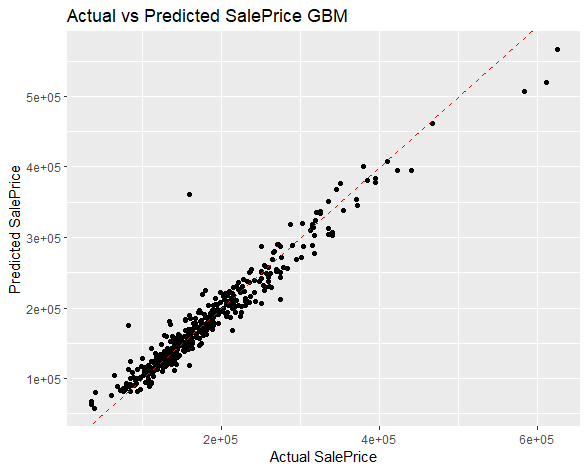 Actual vs Predicted SalePrice GBM
Predicted SalePrice
5e+05
4e+05
3e+05
2e+05
1e+05
2e+05 4e+05 6e+05
Actual SalePrice